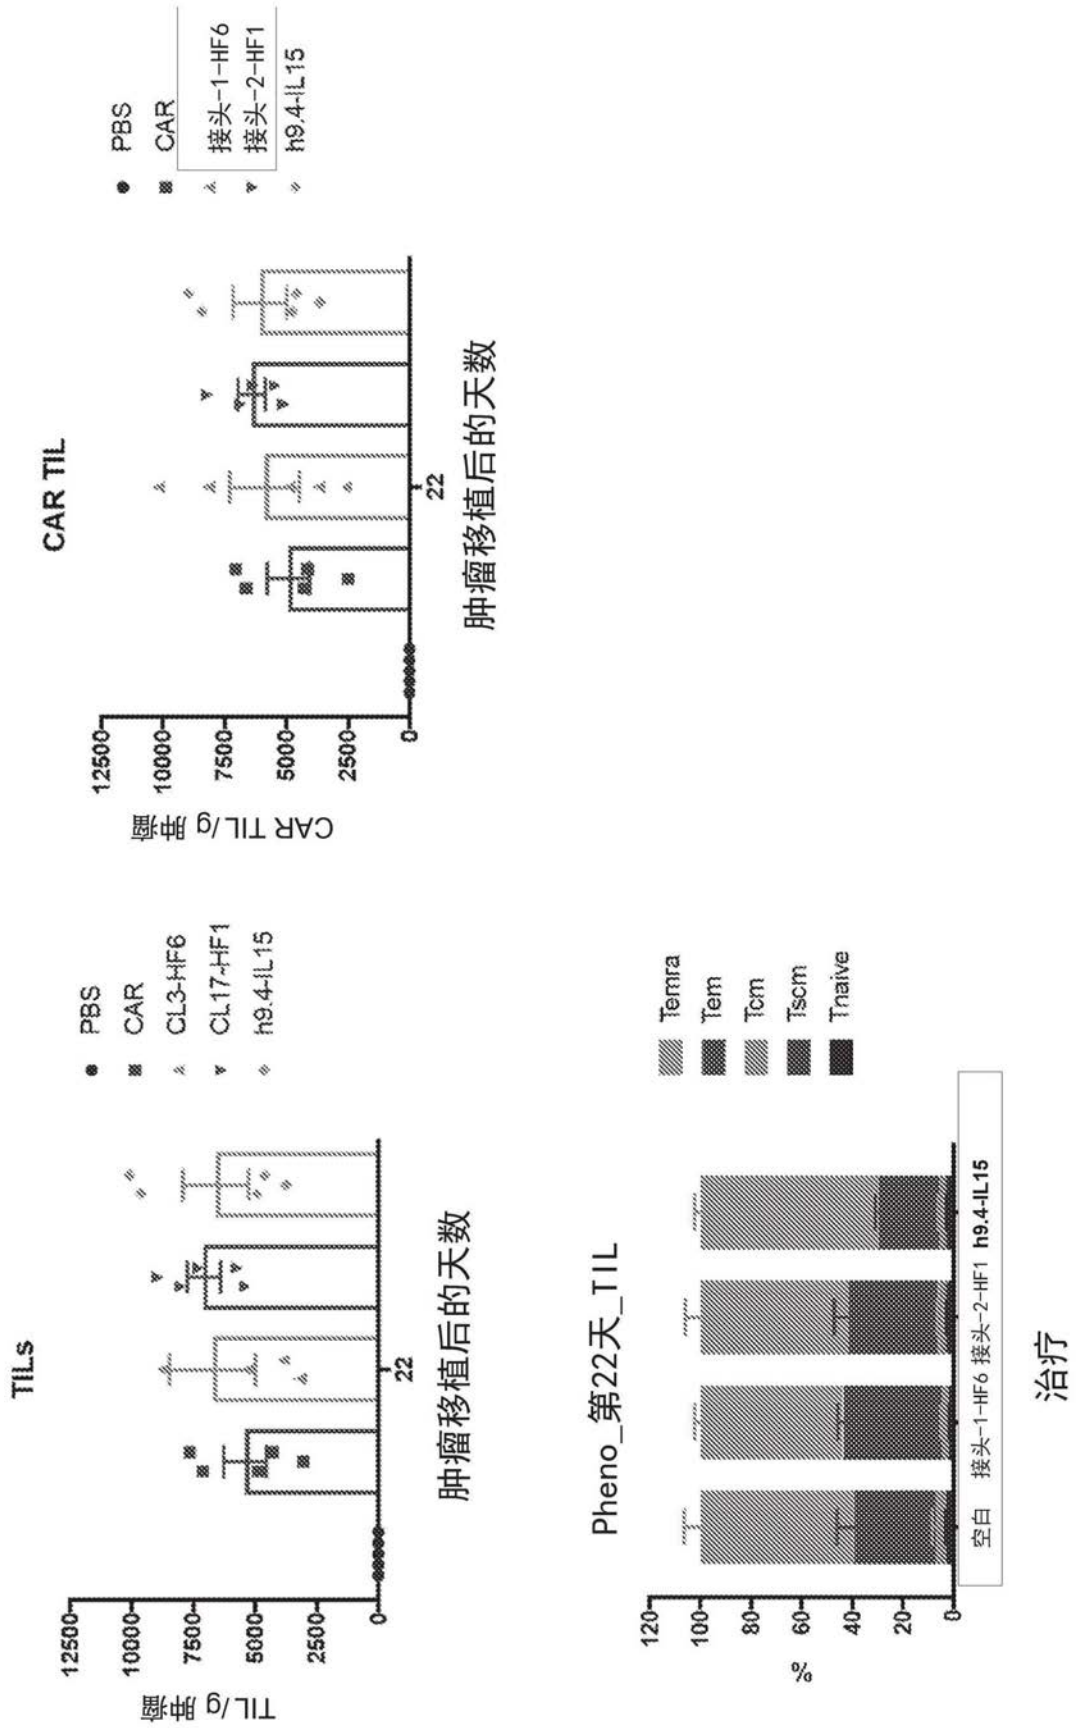 TILs
TIL/g 肿瘤
12500
10000
7500
5000
2500
0
22
肿瘤移植后的天数
PBS
CAR
CL3-HF6
CL17-HF1
h9.4-IL15
CAR TIL
CAR TIL/g 肿瘤
12500
10000
7500
5000
2500
0
22
肿瘤移植后的天数
PBS
CAR
接头-1-HF6
接头-2-HF1
h9.4-IL15
Pheno_第22天_TIL
%
120
100
80
60
40
20
0
空白 接头-1-HF6 接头-2-HF1 h9.4-IL15
治疗
Temra
Tem
Tcm
Tscm
Tnaive